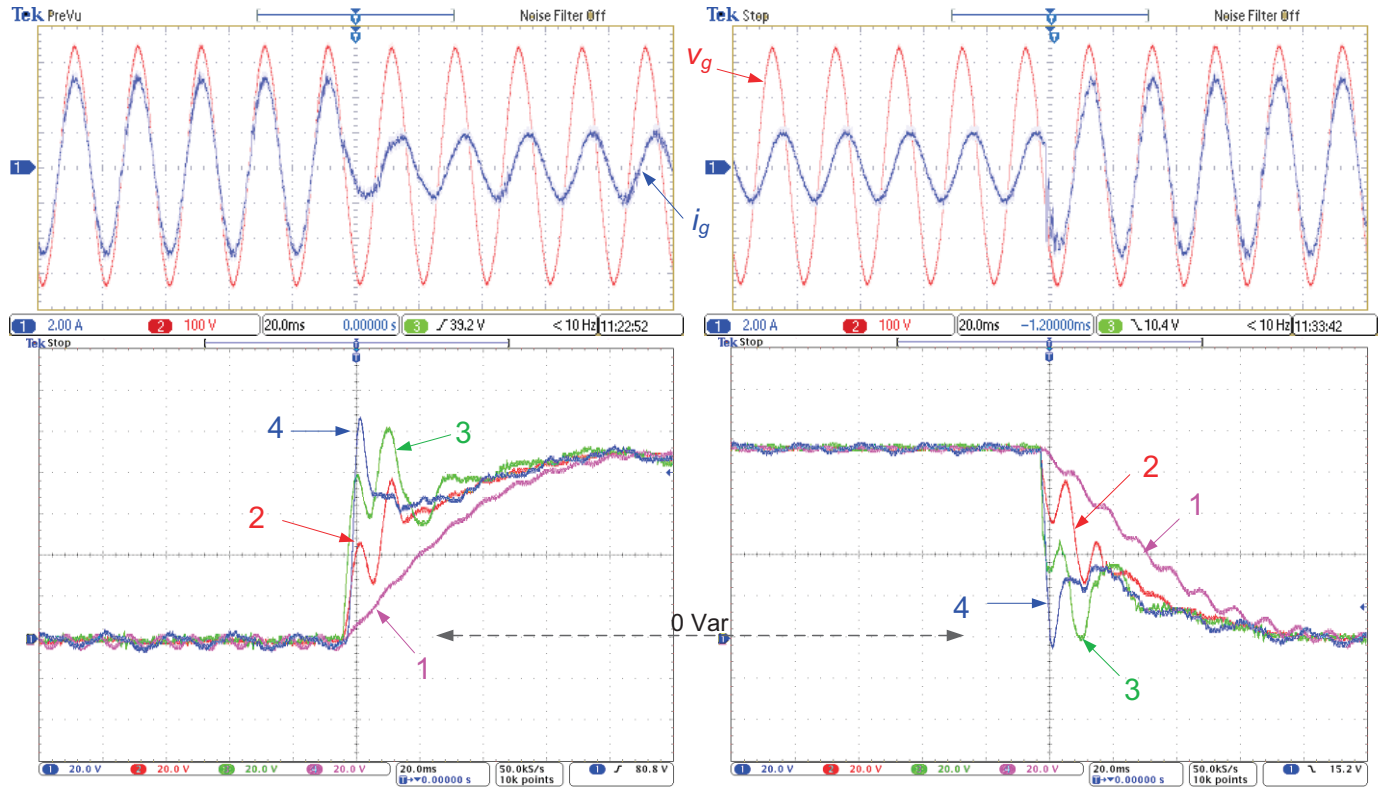 Tek PreVu Noise Filter Off
T
T
1
1 2.00 A 2 100 V 20.0ms 0.00000 s 3 39.2 V < 10 Hz 11:22:52
Tek Stop Noise Filter Off
T
T
vg
1
ig
1 2.00 A 2 100 V 20.0ms -1.20000ms 3 10.4 V < 10 Hz 11:33:42
Tek Stop
T
4
3
2
1
0 Var
1 20.0 V 2 20.0 V 3 20.0 V 4 20.0 V 20.0ms 50.0kS/s 1 80.8 V
T→▼0.00000 s 10k points
Tek Stop
T
2
1
4
3
1 20.0 V 2 20.0 V 3 20.0 V 4 20.0 V 20.0ms 50.0kS/s 1 15.2 V
T→▼0.00000 s 10k points